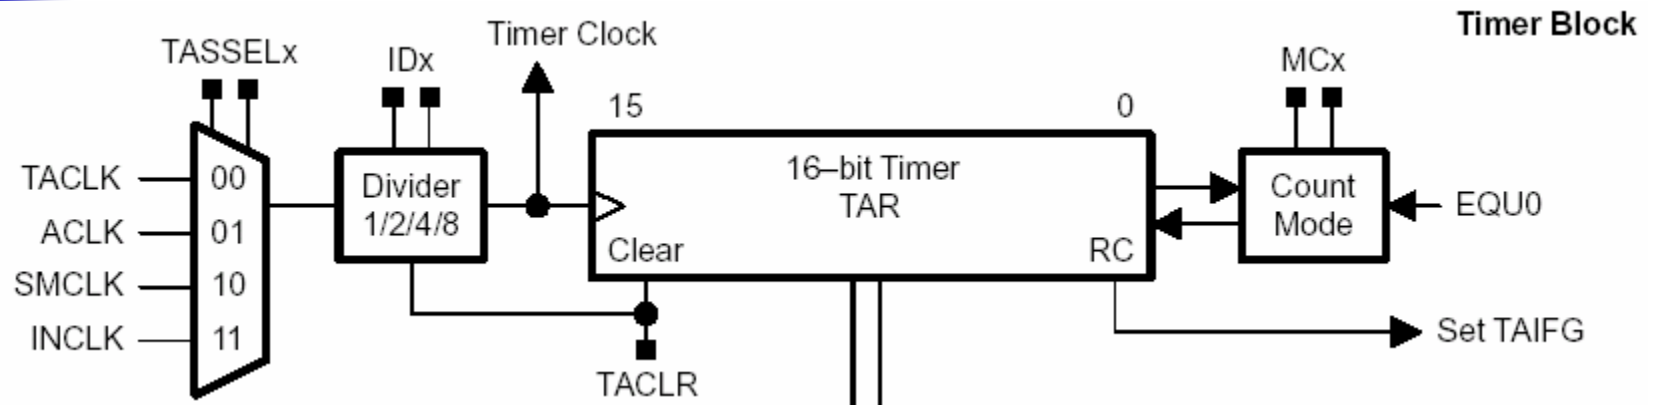 Timer Block
Timer Clock
TASSELx
IDx
MCx
15
0
TACLK
00
Divider
1/2/4/8
16–bit Timer
TAR
Count
Mode
EQU0
ACLK
01
Clear
RC
SMCLK
10
INCLK
11
Set TAIFG
TACLR